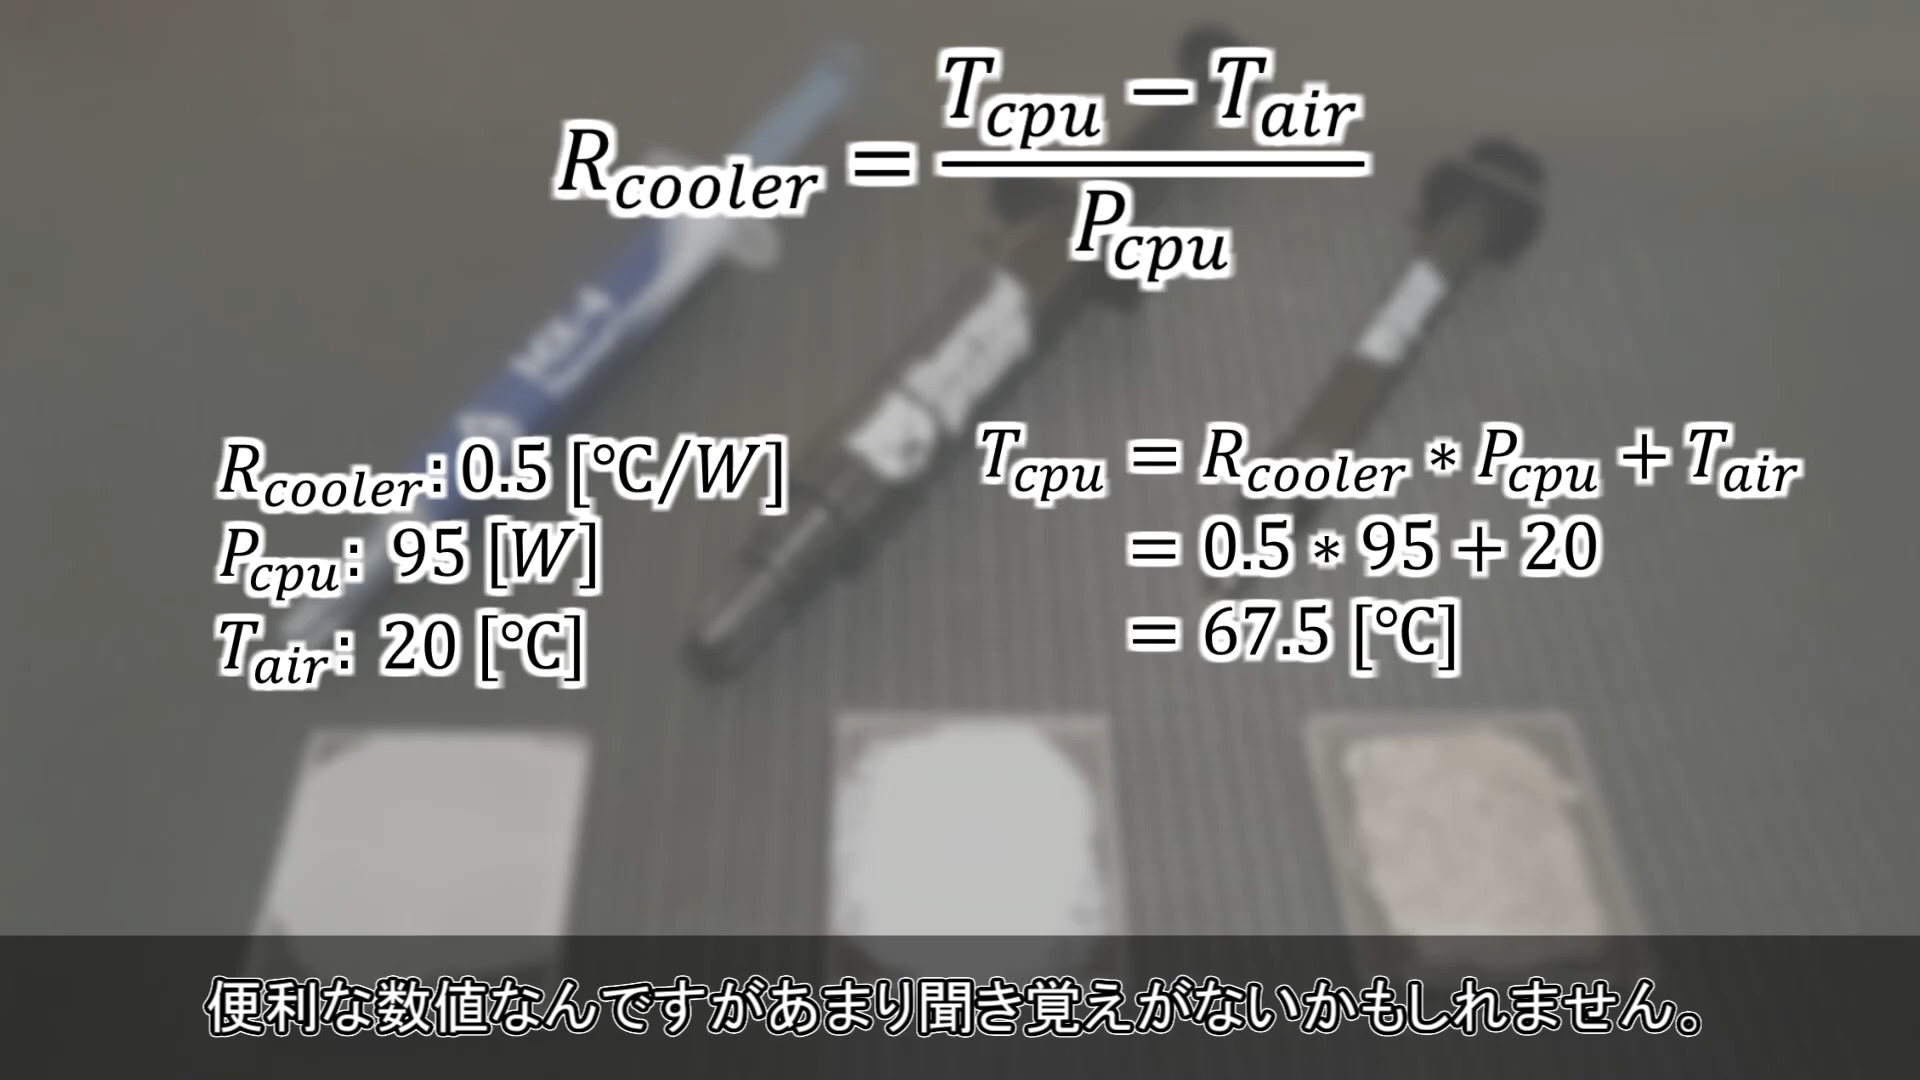 R_cooler = (T_cpu − T_air) / P_cpu
R_cooler: 0.5 [℃/W]
P_cpu: 95 [W]
T_air: 20 [℃]
T_cpu = R_cooler * P_cpu + T_air
= 0.5 * 95 + 20
= 67.5 [℃]
MX-4
便利な数値なんですがあまり聞き覚えがないかもしれません。